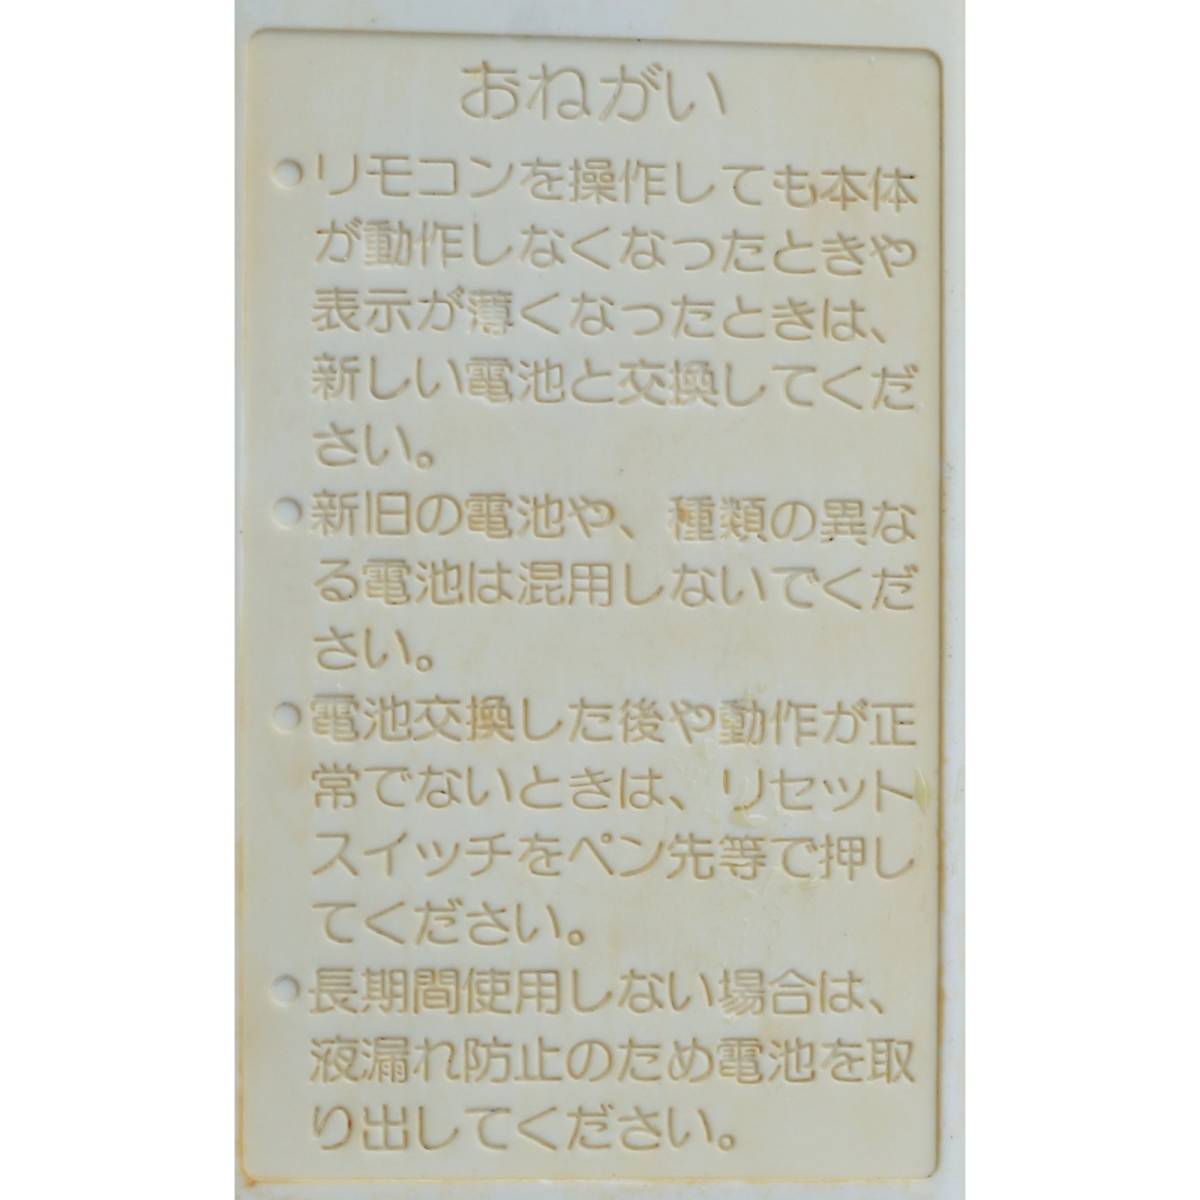 おねがい
●リモコンを操作しても本体
が動作しなくなったときや
表示が薄くなったときは、
新しい電池と交換してくだ
さい。
●新旧の電池や、種類の異な
る電池は混用しないでくだ
さい。
●電池交換した後や動作が正
常でないときは、リセット
スイッチをペン先等で押し
てください。
●長期間使用しない場合は、
液漏れ防止のため電池を取
り出してください。